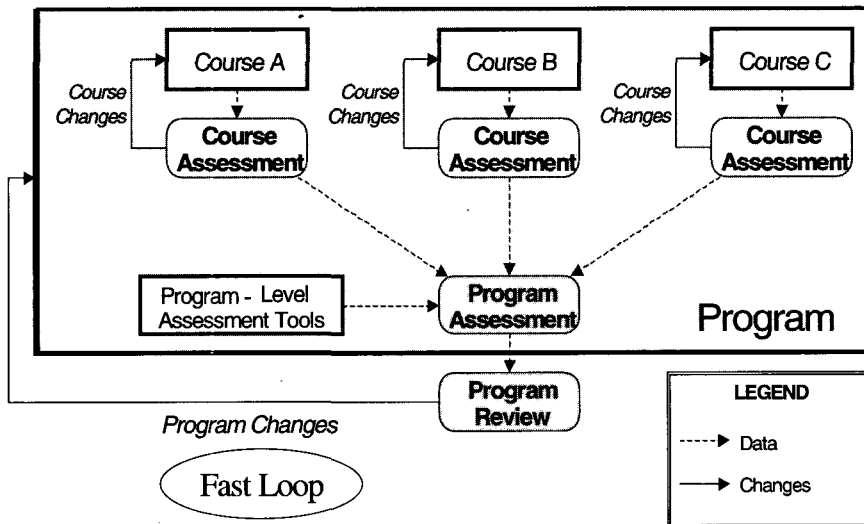 Course A
Course B
Course C
Course
Changes
Course
Changes
Course
Changes
Course
Assessment
Course
Assessment
Course
Assessment
Program - Level
Assessment Tools
Program
Assessment
Program
Program
Review
Program Changes
Fast Loop
LEGEND
Data
Changes